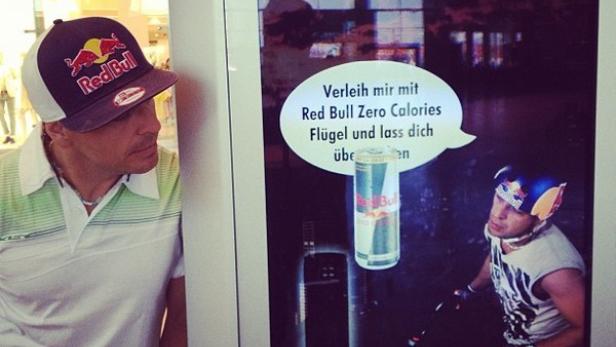 Red Bull
Verleih mir mit
Red Bull Zero Calories
Flügel und lass dich
Red Bull